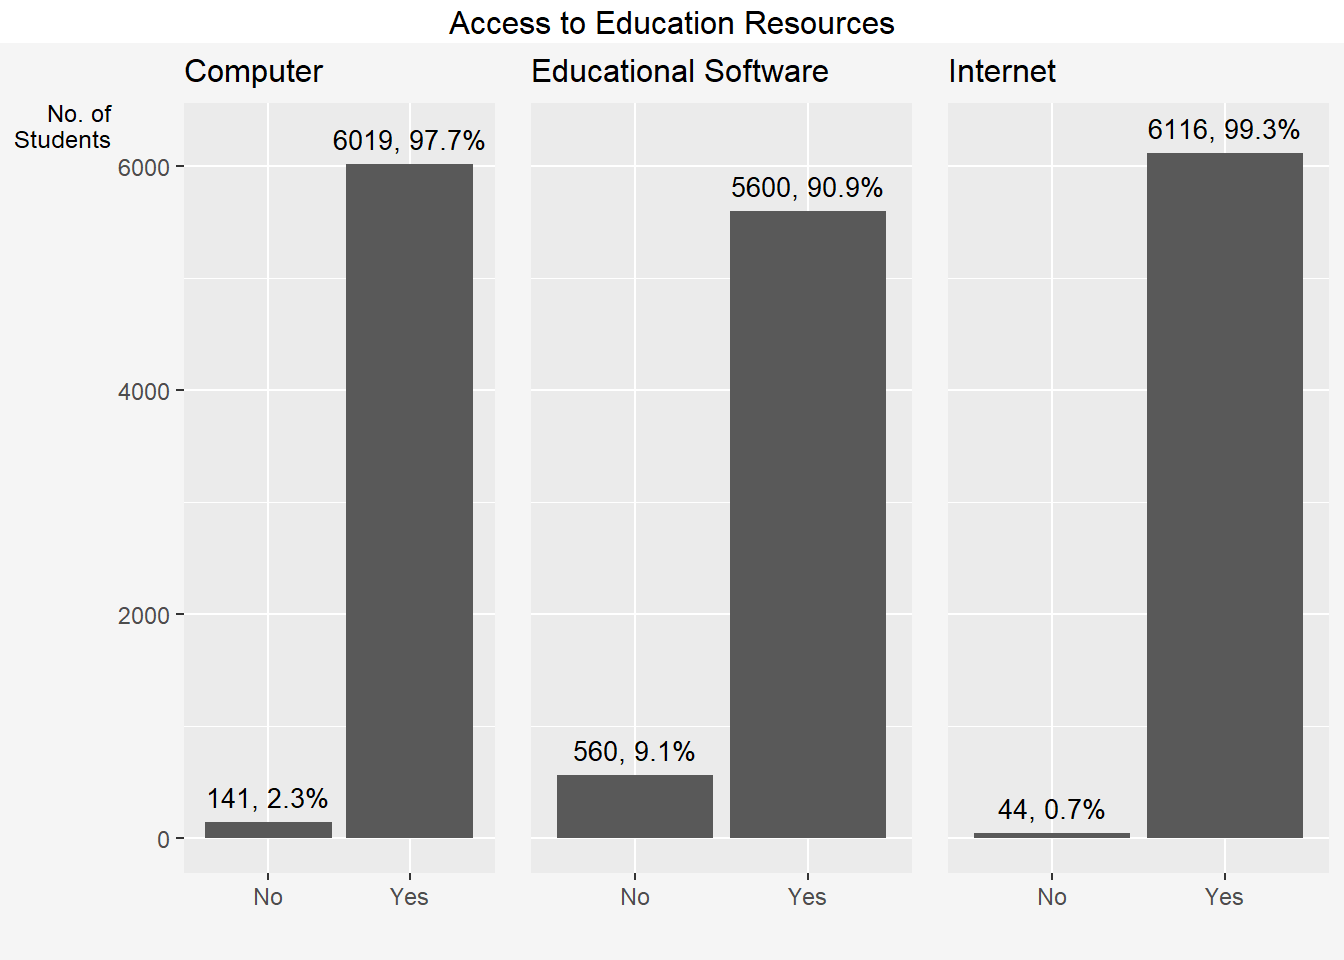 Access to Education Resources
Computer
Educational Software
Internet
No. of
Students
6000
4000
2000
0
6019, 97.7%
141, 2.3%
No
Yes
5600, 90.9%
560, 9.1%
No
Yes
6116, 99.3%
44, 0.7%
No
Yes